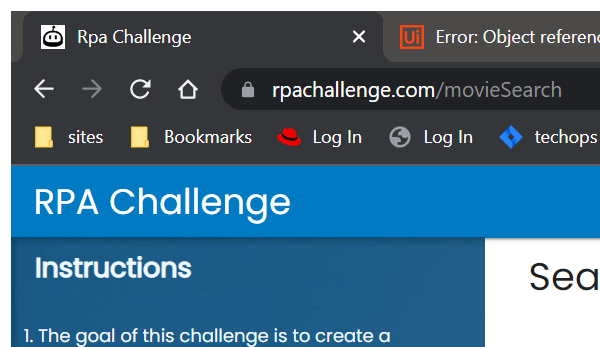 Rpa Challenge
Ui Error: Object referenc
rpachallenge.com/movieSearch
sites Bookmarks Log In Log In techops
RPA Challenge
Instructions
Sea
1. The goal of this challenge is to create a